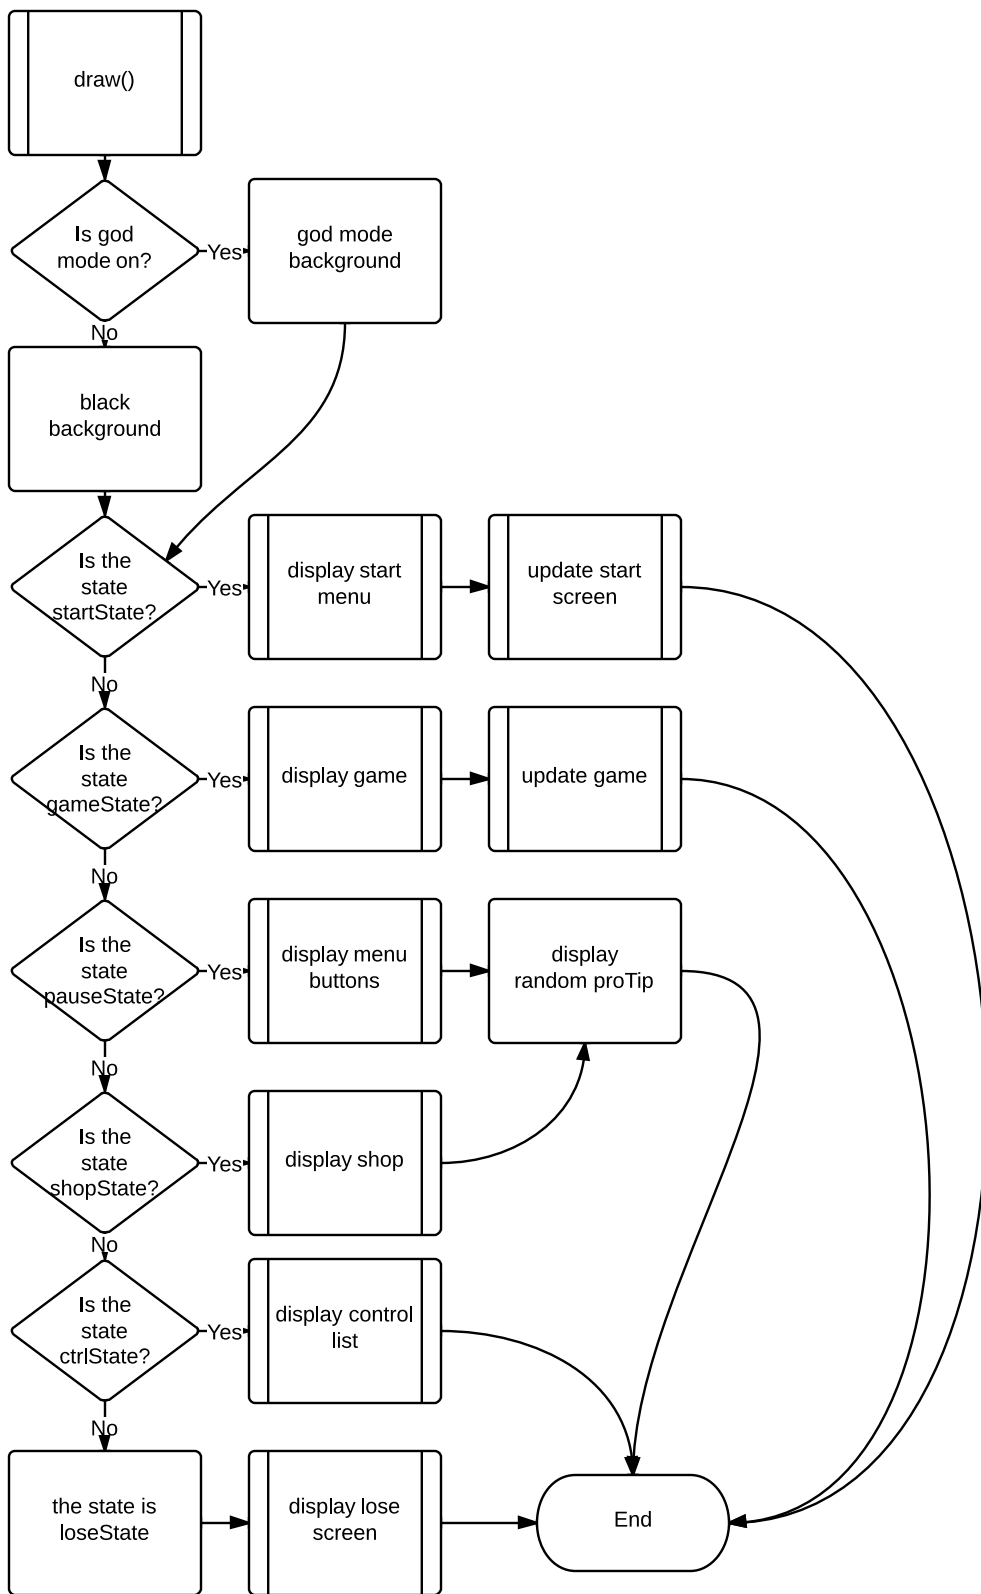 draw()
Is god
mode on?
Yes
god mode
background
No
black
background
Is the
state
startState?
Yes
display start
menu
update start
screen
No
Is the
state
gameState?
Yes
display game
update game
No
Is the
state
pauseState?
Yes
display menu
buttons
display
random proTip
No
Is the
state
shopState?
Yes
display shop
No
Is the
state
ctrlState?
Yes
display control
list
No
the state is
loseState
display lose
screen
End